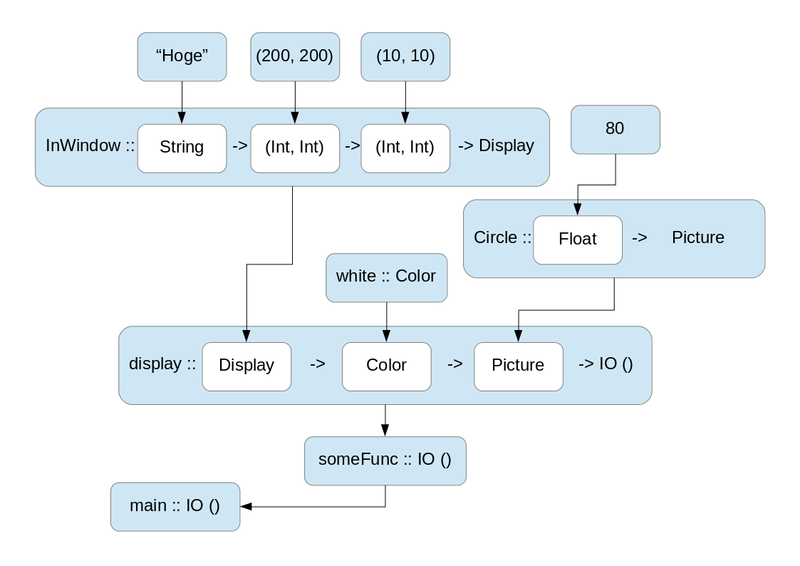 “Hoge”
(200, 200)
(10, 10)
80
InWindow :: String -> (Int, Int) -> (Int, Int) -> Display
Circle :: Float -> Picture
white :: Color
display :: Display -> Color -> Picture -> IO ()
someFunc :: IO ()
main :: IO ()